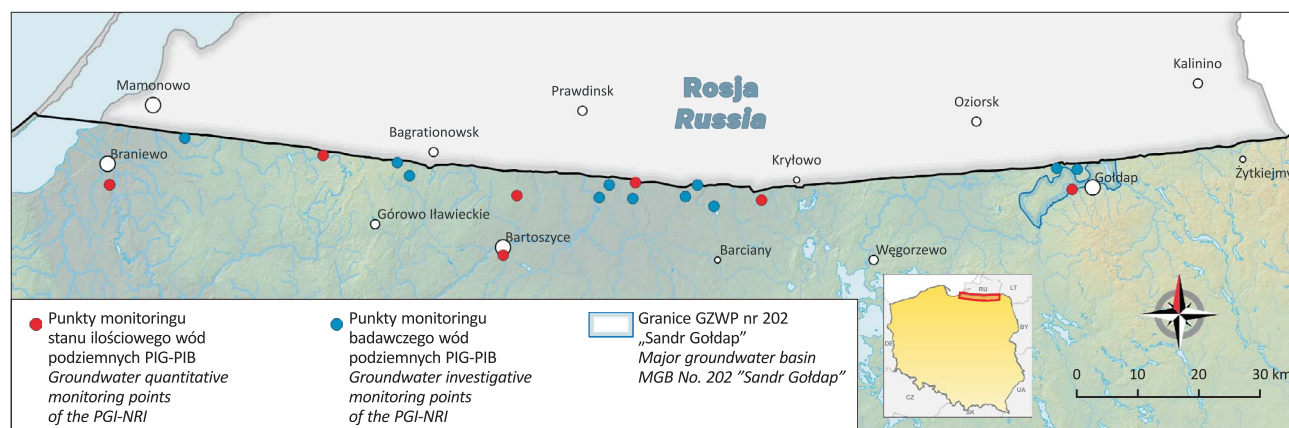 Kalinino
Mamonowo
Prawdinsk
Rosja
Russia
Oziorsk
Bagrationowsk
Braniewo
Kryłowo
Gołdap
Żytkiejmy
Górowo Iławieckie
Bartoszyce
Barciany
Węgorzewo
Punkty monitoringu
stanu ilościowego wód
podziemnych PIG-PIB
Groundwater quantitative
monitoring points
of the PGI-NRI
Punkty monitoringu
badawczego wód
podziemnych PIG-PIB
Groundwater investigative
monitoring points
of the PGI-NRI
Granice GZWP nr 202
„Sandr Gołdap”
Major groundwater basin
MGB No. 202 ”Sandr Gołdap”
RU
LT
BY
DE
UA
CZ
SK
0 10 20 30 km